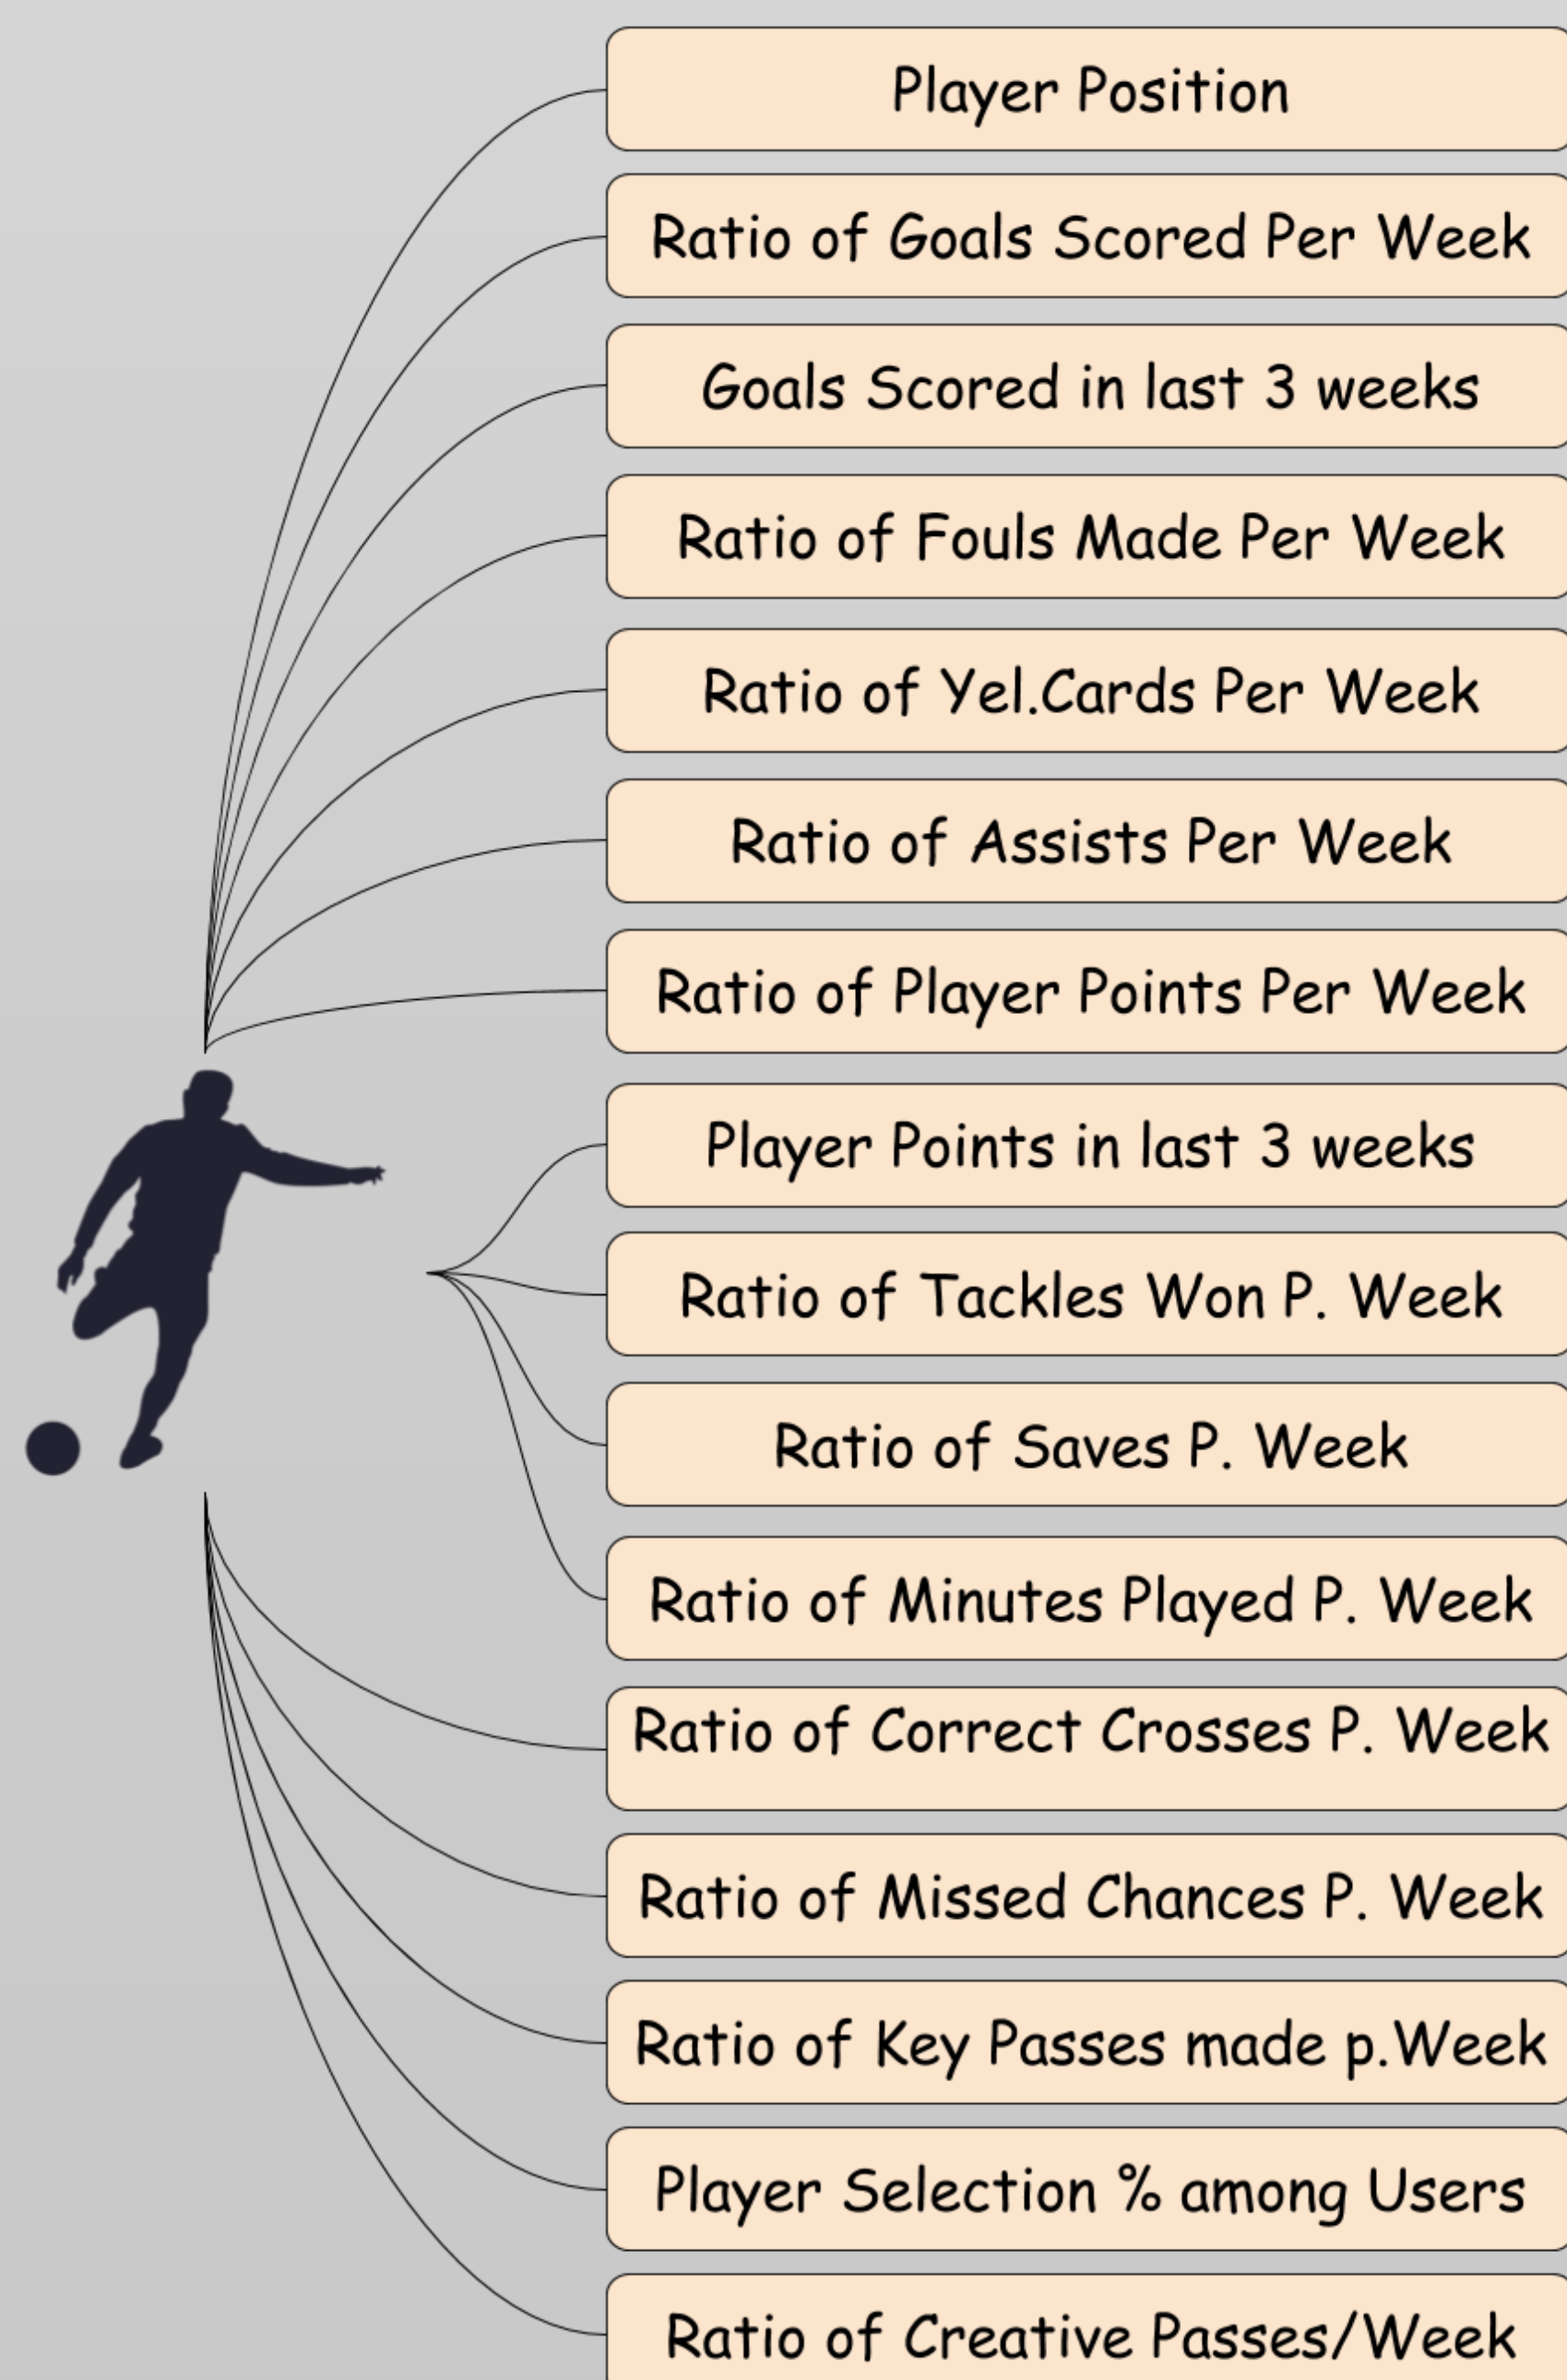 Player Position
Ratio of Goals Scored Per Week
Goals Scored in last 3 weeks
Ratio of Fouls Made Per Week
Ratio of Yel.Cards Per Week
Ratio of Assists Per Week
Ratio of Player Points Per Week
Player Points in last 3 weeks
Ratio of Tackles Won P. Week
Ratio of Saves P. Week
Ratio of Minutes Played P. Week
Ratio of Correct Crosses P. Week
Ratio of Missed Chances P. Week
Ratio of Key Passes made p.Week
Player Selection % among Users
Ratio of Creative Passes/Week